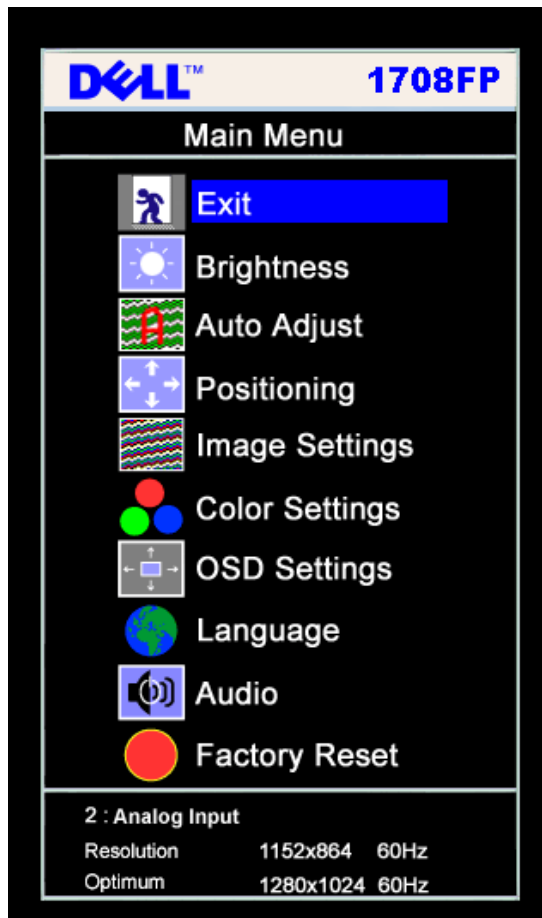 DELL™ 1708FP
Main Menu
Exit
Brightness
A
Auto Adjust
Positioning
Image Settings
Color Settings
OSD Settings
Language
Audio
Factory Reset
2 : Analog Input
Resolution 1152x864 60Hz
Optimum 1280x1024 60Hz